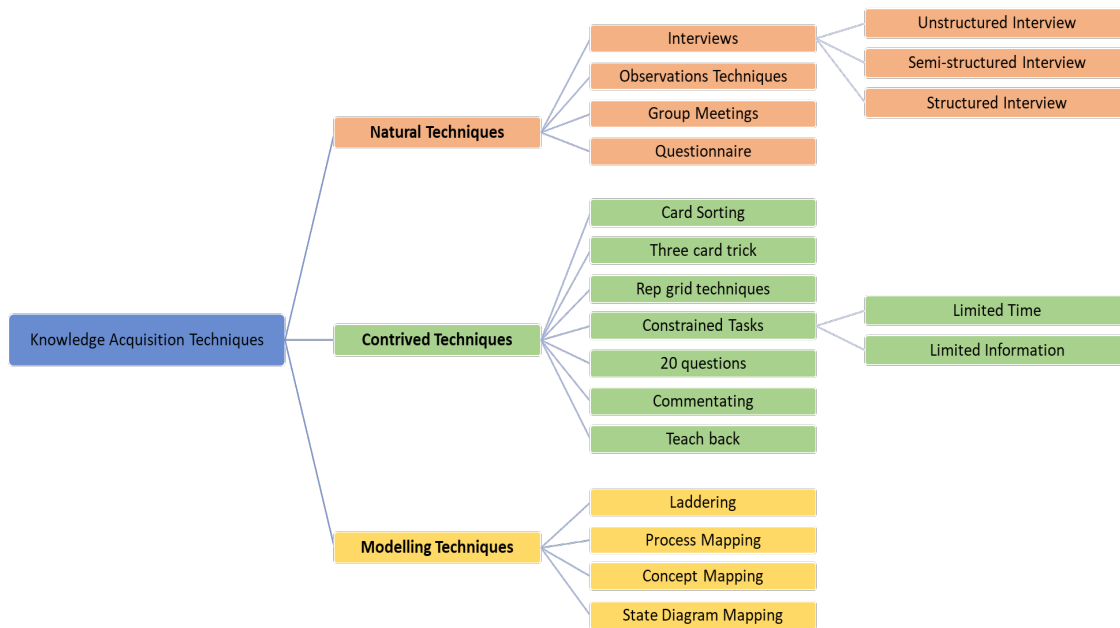 Knowledge Acquisition Techniques
Natural Techniques
Interviews
Unstructured Interview
Semi-structured Interview
Structured Interview
Observations Techniques
Group Meetings
Questionnaire
Contrived Techniques
Card Sorting
Three card trick
Rep grid techniques
Constrained Tasks
Limited Time
Limited Information
20 questions
Commentating
Teach back
Modelling Techniques
Laddering
Process Mapping
Concept Mapping
State Diagram Mapping